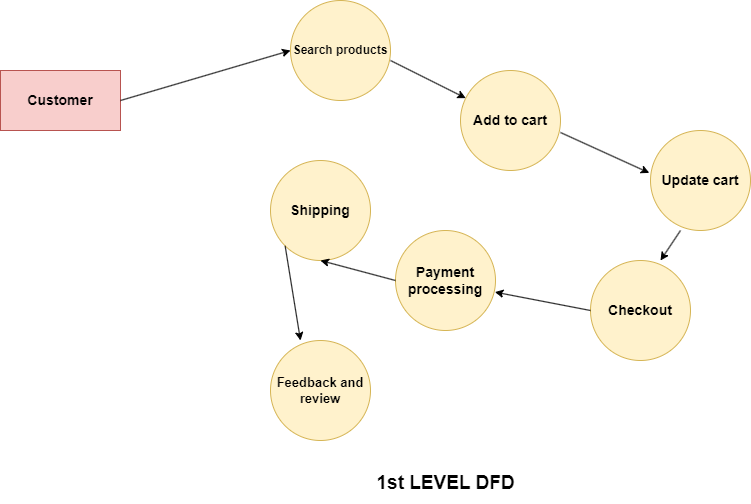 Search products
Customer
Add to cart
Update cart
Checkout
Payment
processing
Shipping
Feedback and
review
1st LEVEL DFD